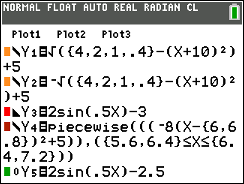 NORMAL FLOAT AUTO REAL RADIAN CL
Plot1 Plot2 Plot3
\Y₁=√({4,2,1,.4}-(X+10)²)
+5
\Y₂=-√({4,2,1,.4}-(X+10)²
)+5
Y₃=2sin(.5X)-3
\Y₄=piecewise(((-8(X-{6,6
.8})²+5)),({5.6,6.4}≤X≤{6.
4,7.2}))
Y₅=2sin(.5X)-2.5